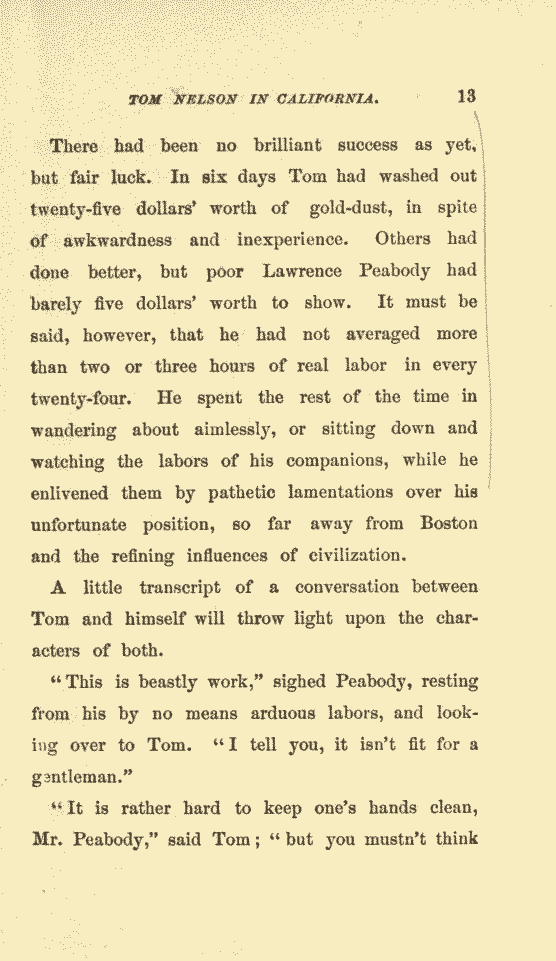 TOM NELSON IN CALIFORNIA. 13
There had been no brilliant success as yet,
but fair luck. In six days Tom had washed out
twenty-five dollars' worth of gold-dust, in spite
of awkwardness and inexperience. Others had
done better, but poor Lawrence Peabody had
barely five dollars' worth to show. It must be
said, however, that he had not averaged more
than two or three hours of real labor in every
twenty-four. He spent the rest of the time in
wandering about aimlessly, or sitting down and
watching the labors of his companions, while he
enlivened them by pathetic lamentations over his
unfortunate position, so far away from Boston
and the refining influences of civilization.
A little transcript of a conversation between
Tom and himself will throw light upon the char-
acters of both.
"This is beastly work," sighed Peabody, resting
from his by no means arduous labors, and look-
ing over to Tom. "I tell you, it isn't fit for a
gentleman."
"It is rather hard to keep one's hands clean,
Mr. Peabody," said Tom; "but you mustn't think